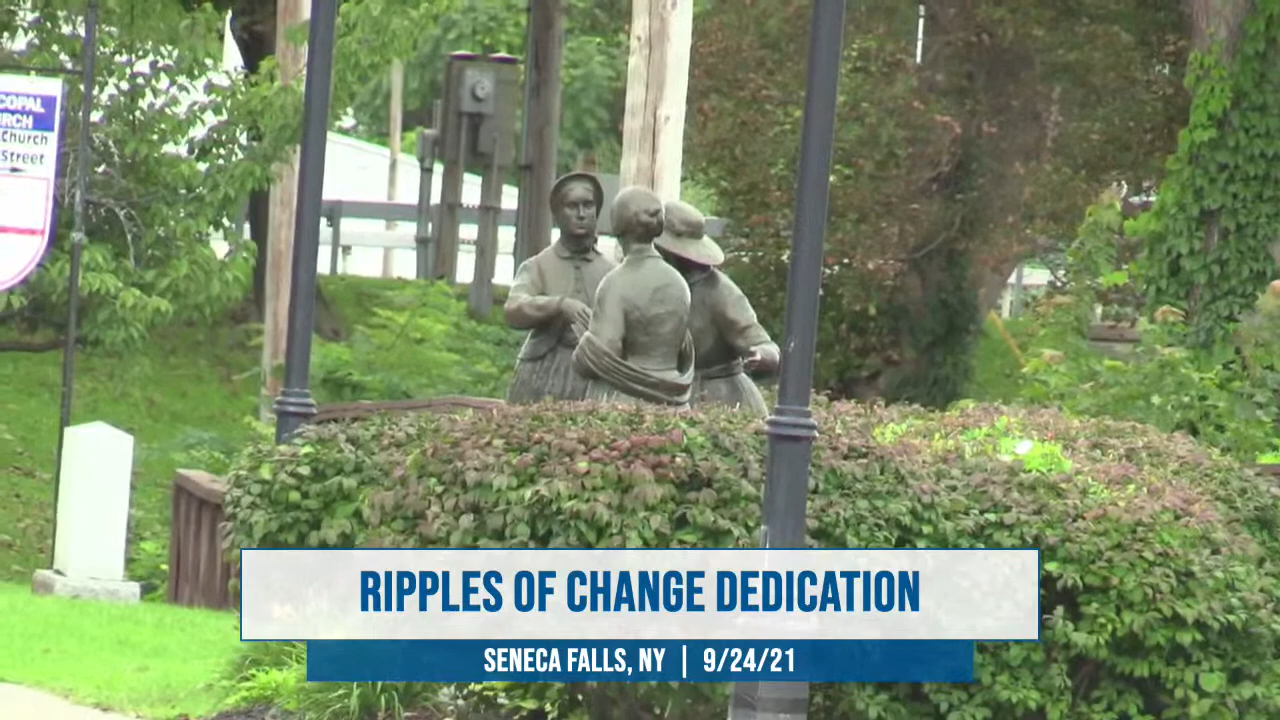 COPAL
RCH
Church
Street
RIPPLES OF CHANGE DEDICATION
SENECA FALLS, NY | 9/24/21